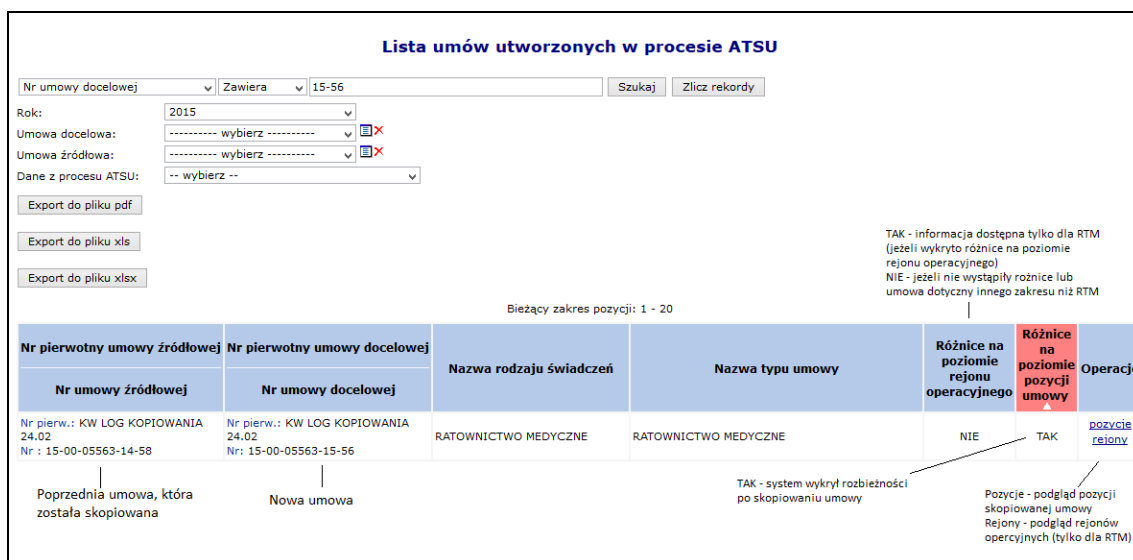 Lista umów utworzonych w procesie ATSU
Nr umowy docelowej Zawiera 15-56 Szukaj Zlicz rekordy
Rok: 2015
Umowa docelowa: ---------- wybierz ----------
Umowa źródłowa: ---------- wybierz ----------
Dane z procesu ATSU: -- wybierz --
Export do pliku pdf
Export do pliku xls
Export do pliku xlsx
TAK - informacja dostępna tylko dla RTM
(jeżeli wykryto różnice na poziomie
rejonu operacyjnego)
NIE - jeżeli nie wystąpiły rożnice lub
umowa dotyczny innego zakresu niż RTM
Bieżący zakres pozycji: 1 - 20
Nr pierwotny umowy źródłowej
Nr umowy źródłowej
Nr pierwotny umowy docelowej
Nr umowy docelowej
Nazwa rodzaju świadczeń
Nazwa typu umowy
Różnice na
poziomie
rejonu
operacyjnego
Różnice
na
poziomie
pozycji
umowy
Operacje
Nr pierw.: KW LOG KOPIOWANIA
24.02
Nr : 15-00-05563-14-58
Nr pierw.: KW LOG KOPIOWANIA
24.02
Nr: 15-00-05563-15-56
RATOWNICTWO MEDYCZNE
RATOWNICTWO MEDYCZNE
NIE
TAK
pozycje
rejony
Poprzednia umowa, która
została skopiowana
Nowa umowa
TAK - system wykrył rozbieżności
po skopiowaniu umowy
Pozycje - podgląd pozycji
skopiowanej umowy
Rejony - podgląd rejonów
opercyjnych (tylko dla RTM)